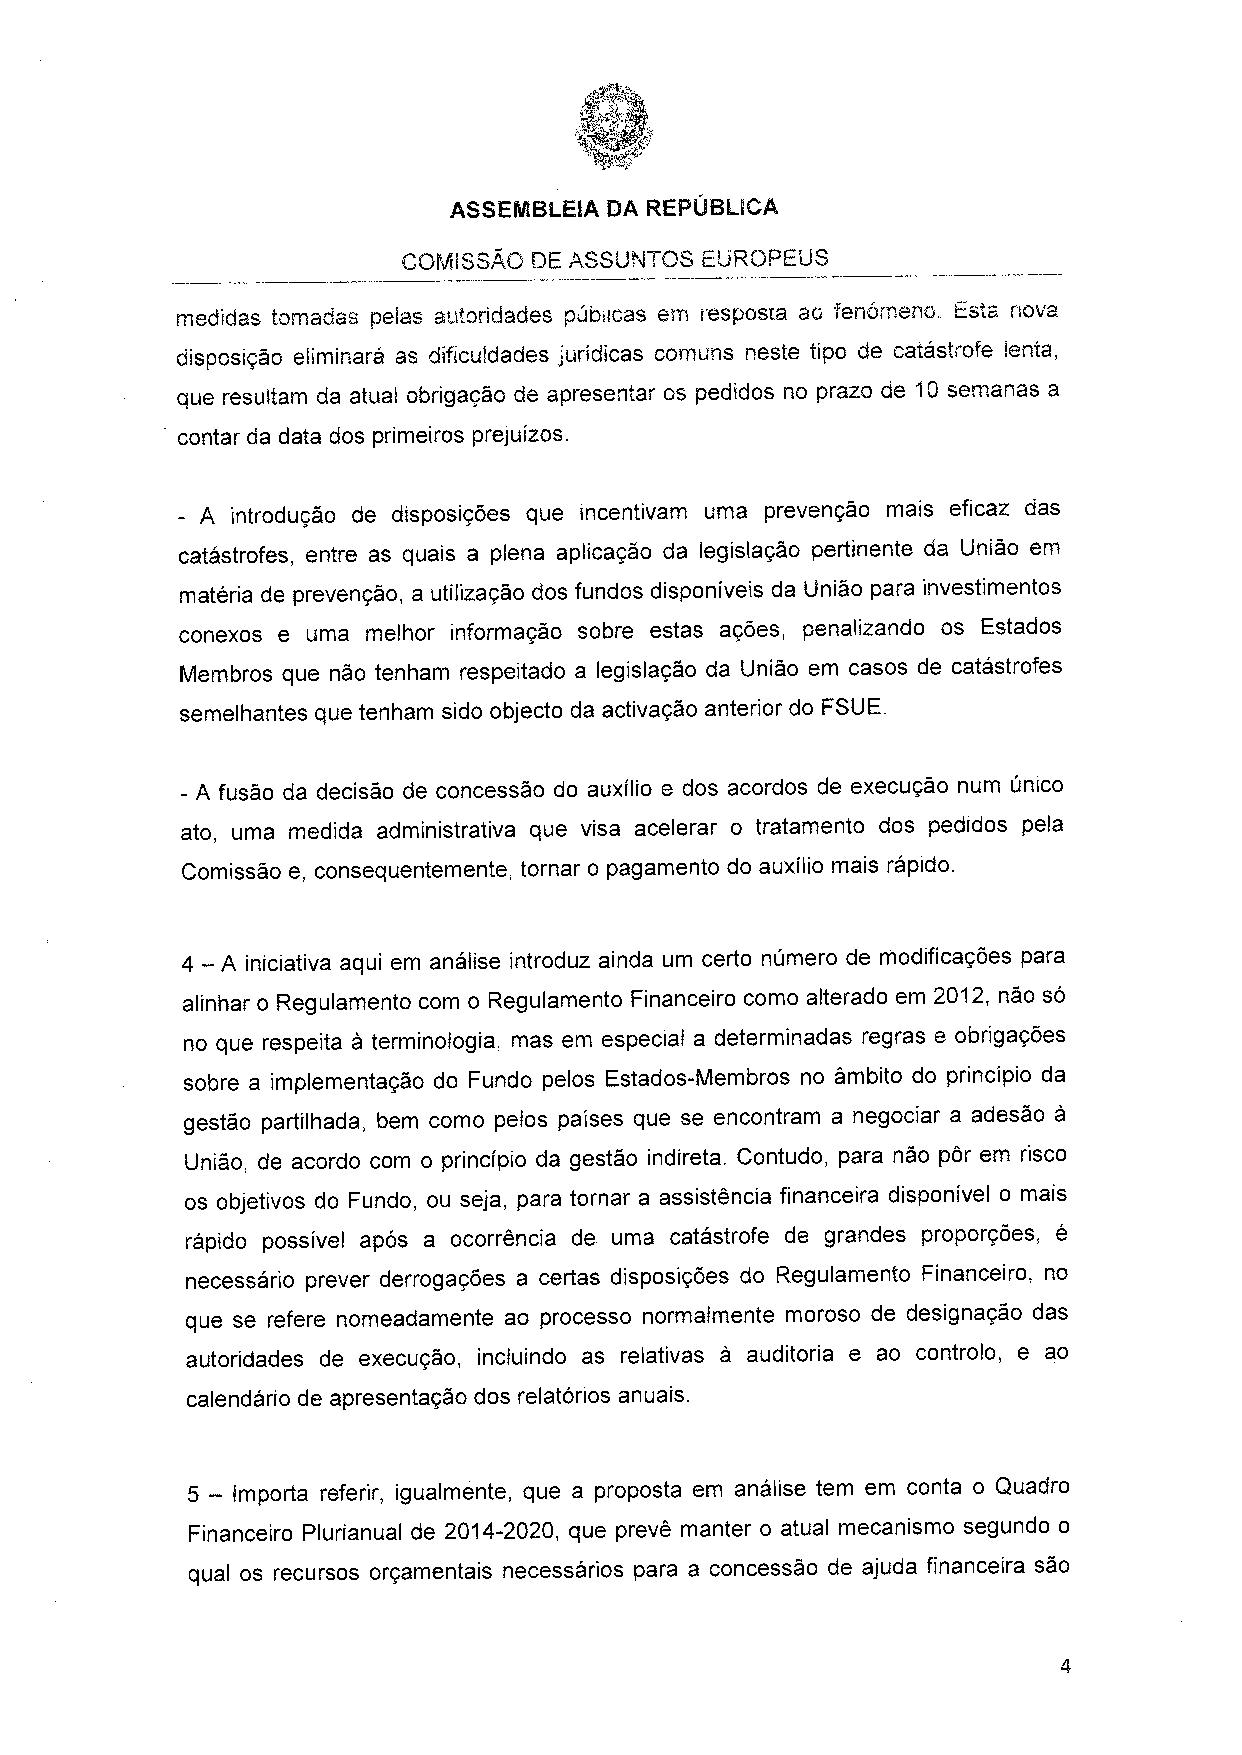 ASSEMBLEIA DA REPÚBLICA
COMISSÃO DE ASSUNTOS EUROPEUS
medidas tomadas pelas autoridades públicas em resposta ao fenómeno. Esta nova
disposição eliminará as dificuldades jurídicas comuns neste tipo de catástrofe lenta,
que resultam da atual obrigação de apresentar os pedidos no prazo de 10 semanas a
contar da data dos primeiros prejuízos.
- A introdução de disposições que incentivam uma prevenção mais eficaz das
catástrofes, entre as quais a plena aplicação da legislação pertinente da União em
matéria de prevenção, a utilização dos fundos disponíveis da União para investimentos
conexos e uma melhor informação sobre estas ações, penalizando os Estados
Membros que não tenham respeitado a legislação da União em casos de catástrofes
semelhantes que tenham sido objecto da activação anterior do FSUE.
- A fusão da decisão de concessão do auxílio e dos acordos de execução num único
ato, uma medida administrativa que visa acelerar o tratamento dos pedidos pela
Comissão e, consequentemente, tornar o pagamento do auxílio mais rápido.
4 – A iniciativa aqui em análise introduz ainda um certo número de modificações para
alinhar o Regulamento com o Regulamento Financeiro como alterado em 2012, não só
no que respeita à terminologia, mas em especial a determinadas regras e obrigações
sobre a implementação do Fundo pelos Estados-Membros no âmbito do princípio da
gestão partilhada, bem como pelos países que se encontram a negociar a adesão à
União, de acordo com o princípio da gestão indireta. Contudo, para não pôr em risco
os objetivos do Fundo, ou seja, para tornar a assistência financeira disponível o mais
rápido possível após a ocorrência de uma catástrofe de grandes proporções, é
necessário prever derrogações a certas disposições do Regulamento Financeiro, no
que se refere nomeadamente ao processo normalmente moroso de designação das
autoridades de execução, incluindo as relativas à auditoria e ao controlo, e ao
calendário de apresentação dos relatórios anuais.
5 – Importa referir, igualmente, que a proposta em análise tem em conta o Quadro
Financeiro Plurianual de 2014-2020, que prevê manter o atual mecanismo segundo o
qual os recursos orçamentais necessários para a concessão de ajuda financeira são
4